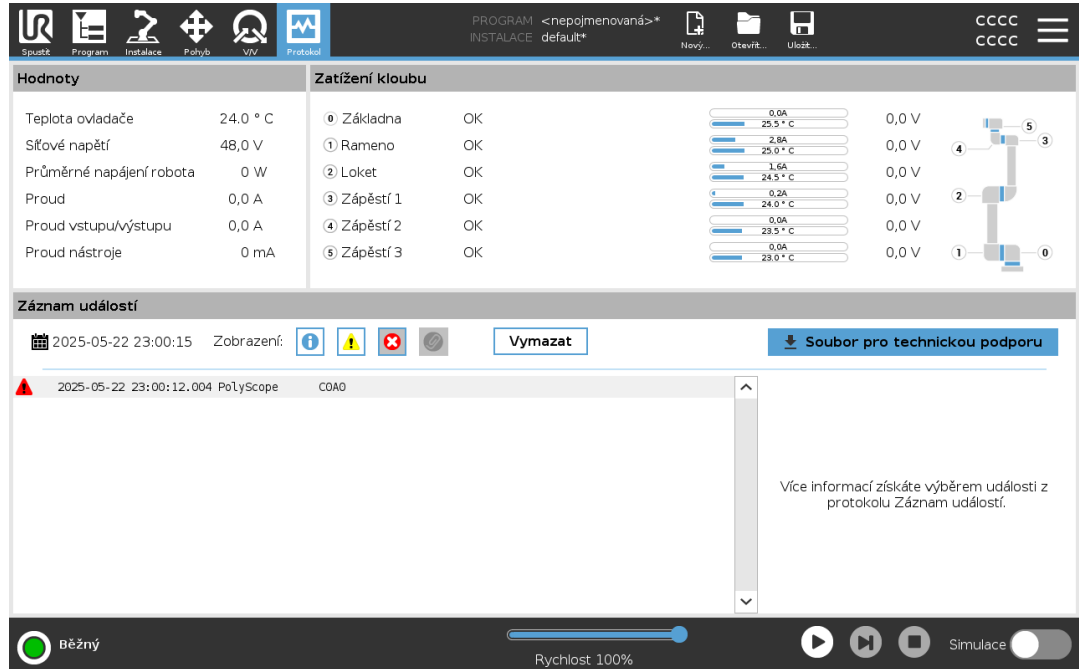 PROGRAM <nepojmenovaná>*
INSTALACE default*
cccc
cccc
Spustit Program Instalace Pohyb V/V Protokol Nový... Otevřít... Uložit...
Hodnoty
Zatížení kloubu
Teplota ovladače 24.0 ° C
Síťové napětí 48,0 V
Průměrné napájení robota 0 W
Proud 0,0 A
Proud vstupu/výstupu 0,0 A
Proud nástroje 0 mA
0 Základna OK 0,0A 25.5 ° C 0,0 V
1 Rameno OK 2,8A 25.0 ° C 0,0 V
2 Loket OK 1,6A 24.5 ° C 0,0 V
3 Zápěstí 1 OK 0,2A 24.0 ° C 0,0 V
4 Zápěstí 2 OK 0,0A 23.5 ° C 0,0 V
5 Zápěstí 3 OK 0,0A 23.0 ° C 0,0 V
5
4 3
2
1 0
Záznam událostí
2025-05-22 23:00:15 Zobrazení: Vymazat Soubor pro technickou podporu
2025-05-22 23:00:12.004 PolyScope C0A0
Více informací získáte výběrem události z
protokolu Záznam událostí.
Běžný
Rychlost 100%
Simulace